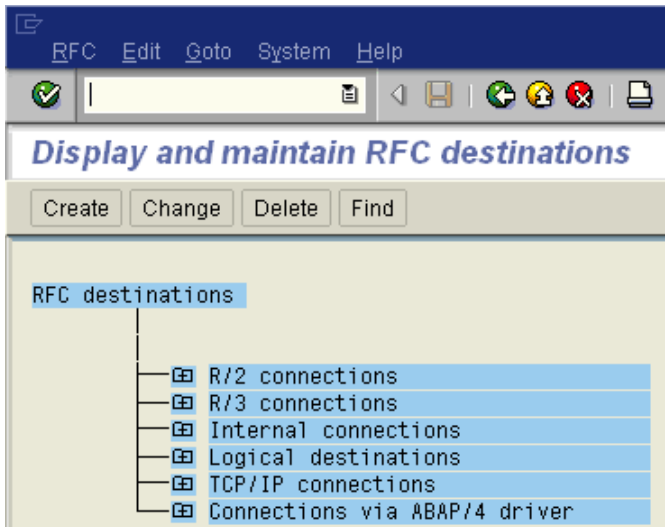 RFC Edit Goto System Help
Display and maintain RFC destinations
Create Change Delete Find
RFC destinations
R/2 connections
R/3 connections
Internal connections
Logical destinations
TCP/IP connections
Connections via ABAP/4 driver